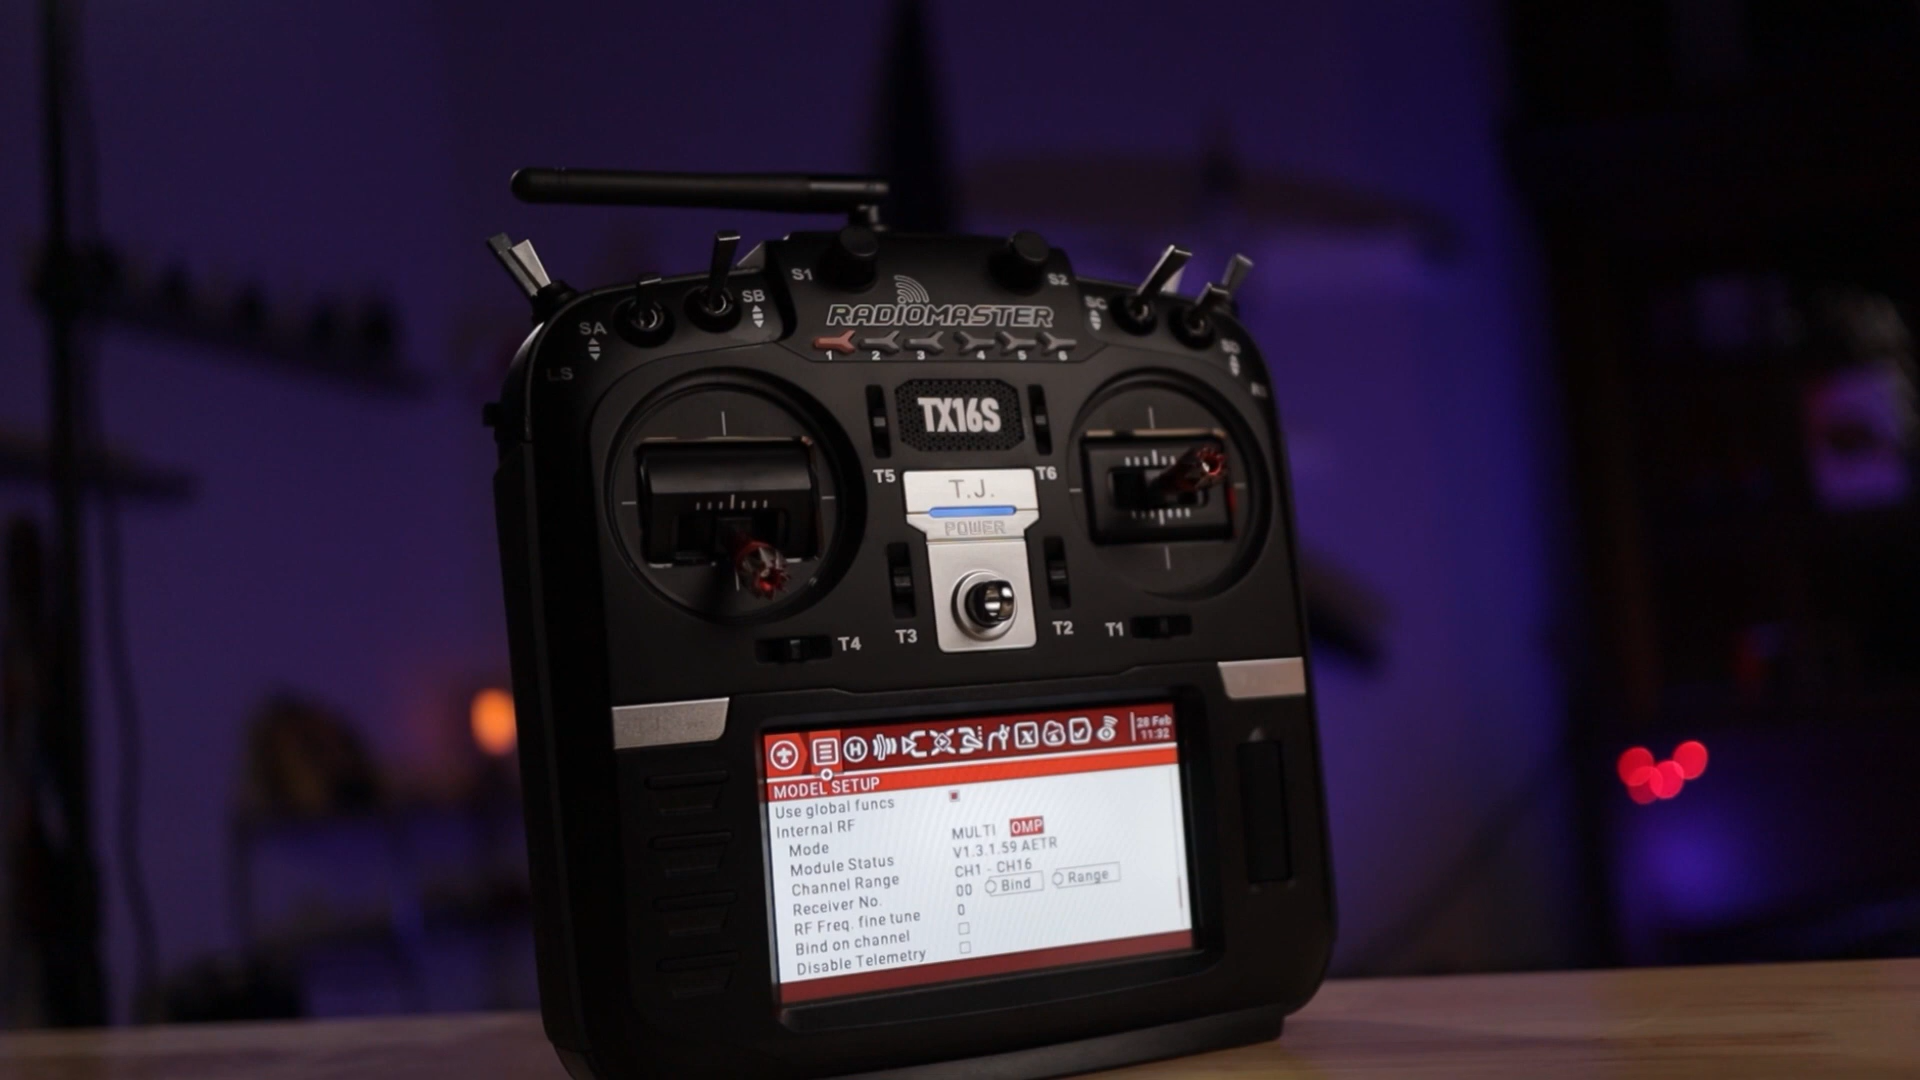 S1
S2
SB
SC
SA
RADIOMASTER
1 2 3 4 5 6
SD
LS
TX16S
T5
T6
T.J.
POWER
T4
T3
T2
T1
28 Feb
11:32
MODEL SETUP
Use global funcs
Internal RF
Mode MULTI OMP
Module Status V1.3.1.59 AETR
Channel Range CH1 - CH16
Receiver No. 00 Bind Range
RF Freq. fine tune 0
Bind on channel
Disable Telemetry